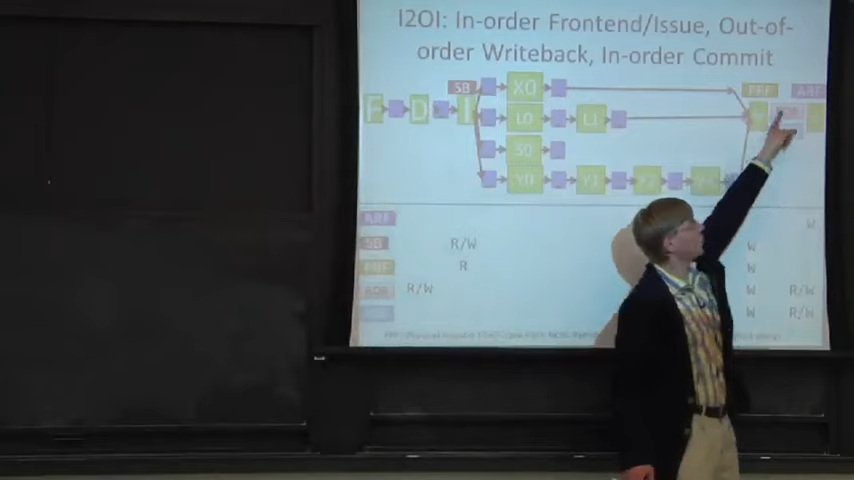 I2OI: In-order Frontend/Issue, Out-of-
order Writeback, In-order Commit
SB PRF ARF
F D I X0
L0 L1
S0
Y0 Y1 Y2 Y3
ARF W
SB R/W W
PRF R W
ROB R/W W R/W
W R/W